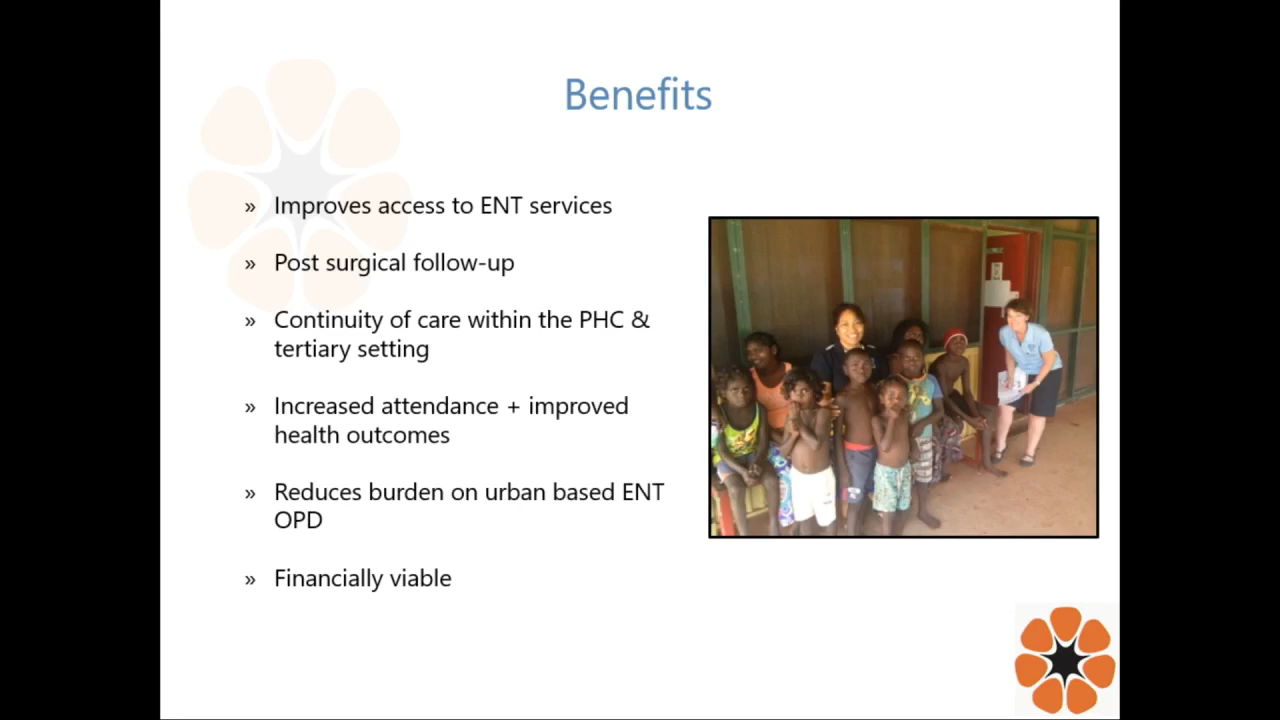 Benefits
» Improves access to ENT services
» Post surgical follow-up
» Continuity of care within the PHC &
tertiary setting
» Increased attendance + improved
health outcomes
» Reduces burden on urban based ENT
OPD
» Financially viable